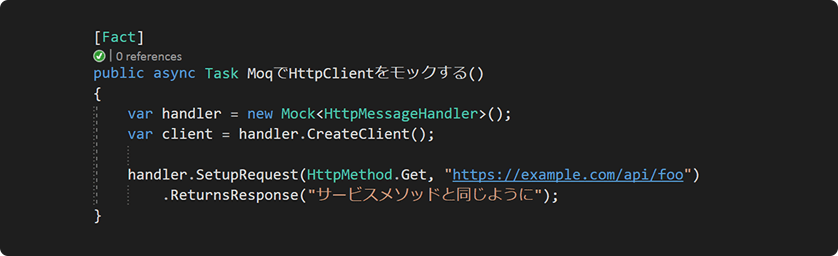 [Fact]
| 0 references
public async Task MoqでHttpClientをモックする()
{
var handler = new Mock<HttpMessageHandler>();
var client = handler.CreateClient();
handler.SetupRequest(HttpMethod.Get, "https://example.com/api/foo")
.ReturnsResponse("サービスメソッドと同じように");
}